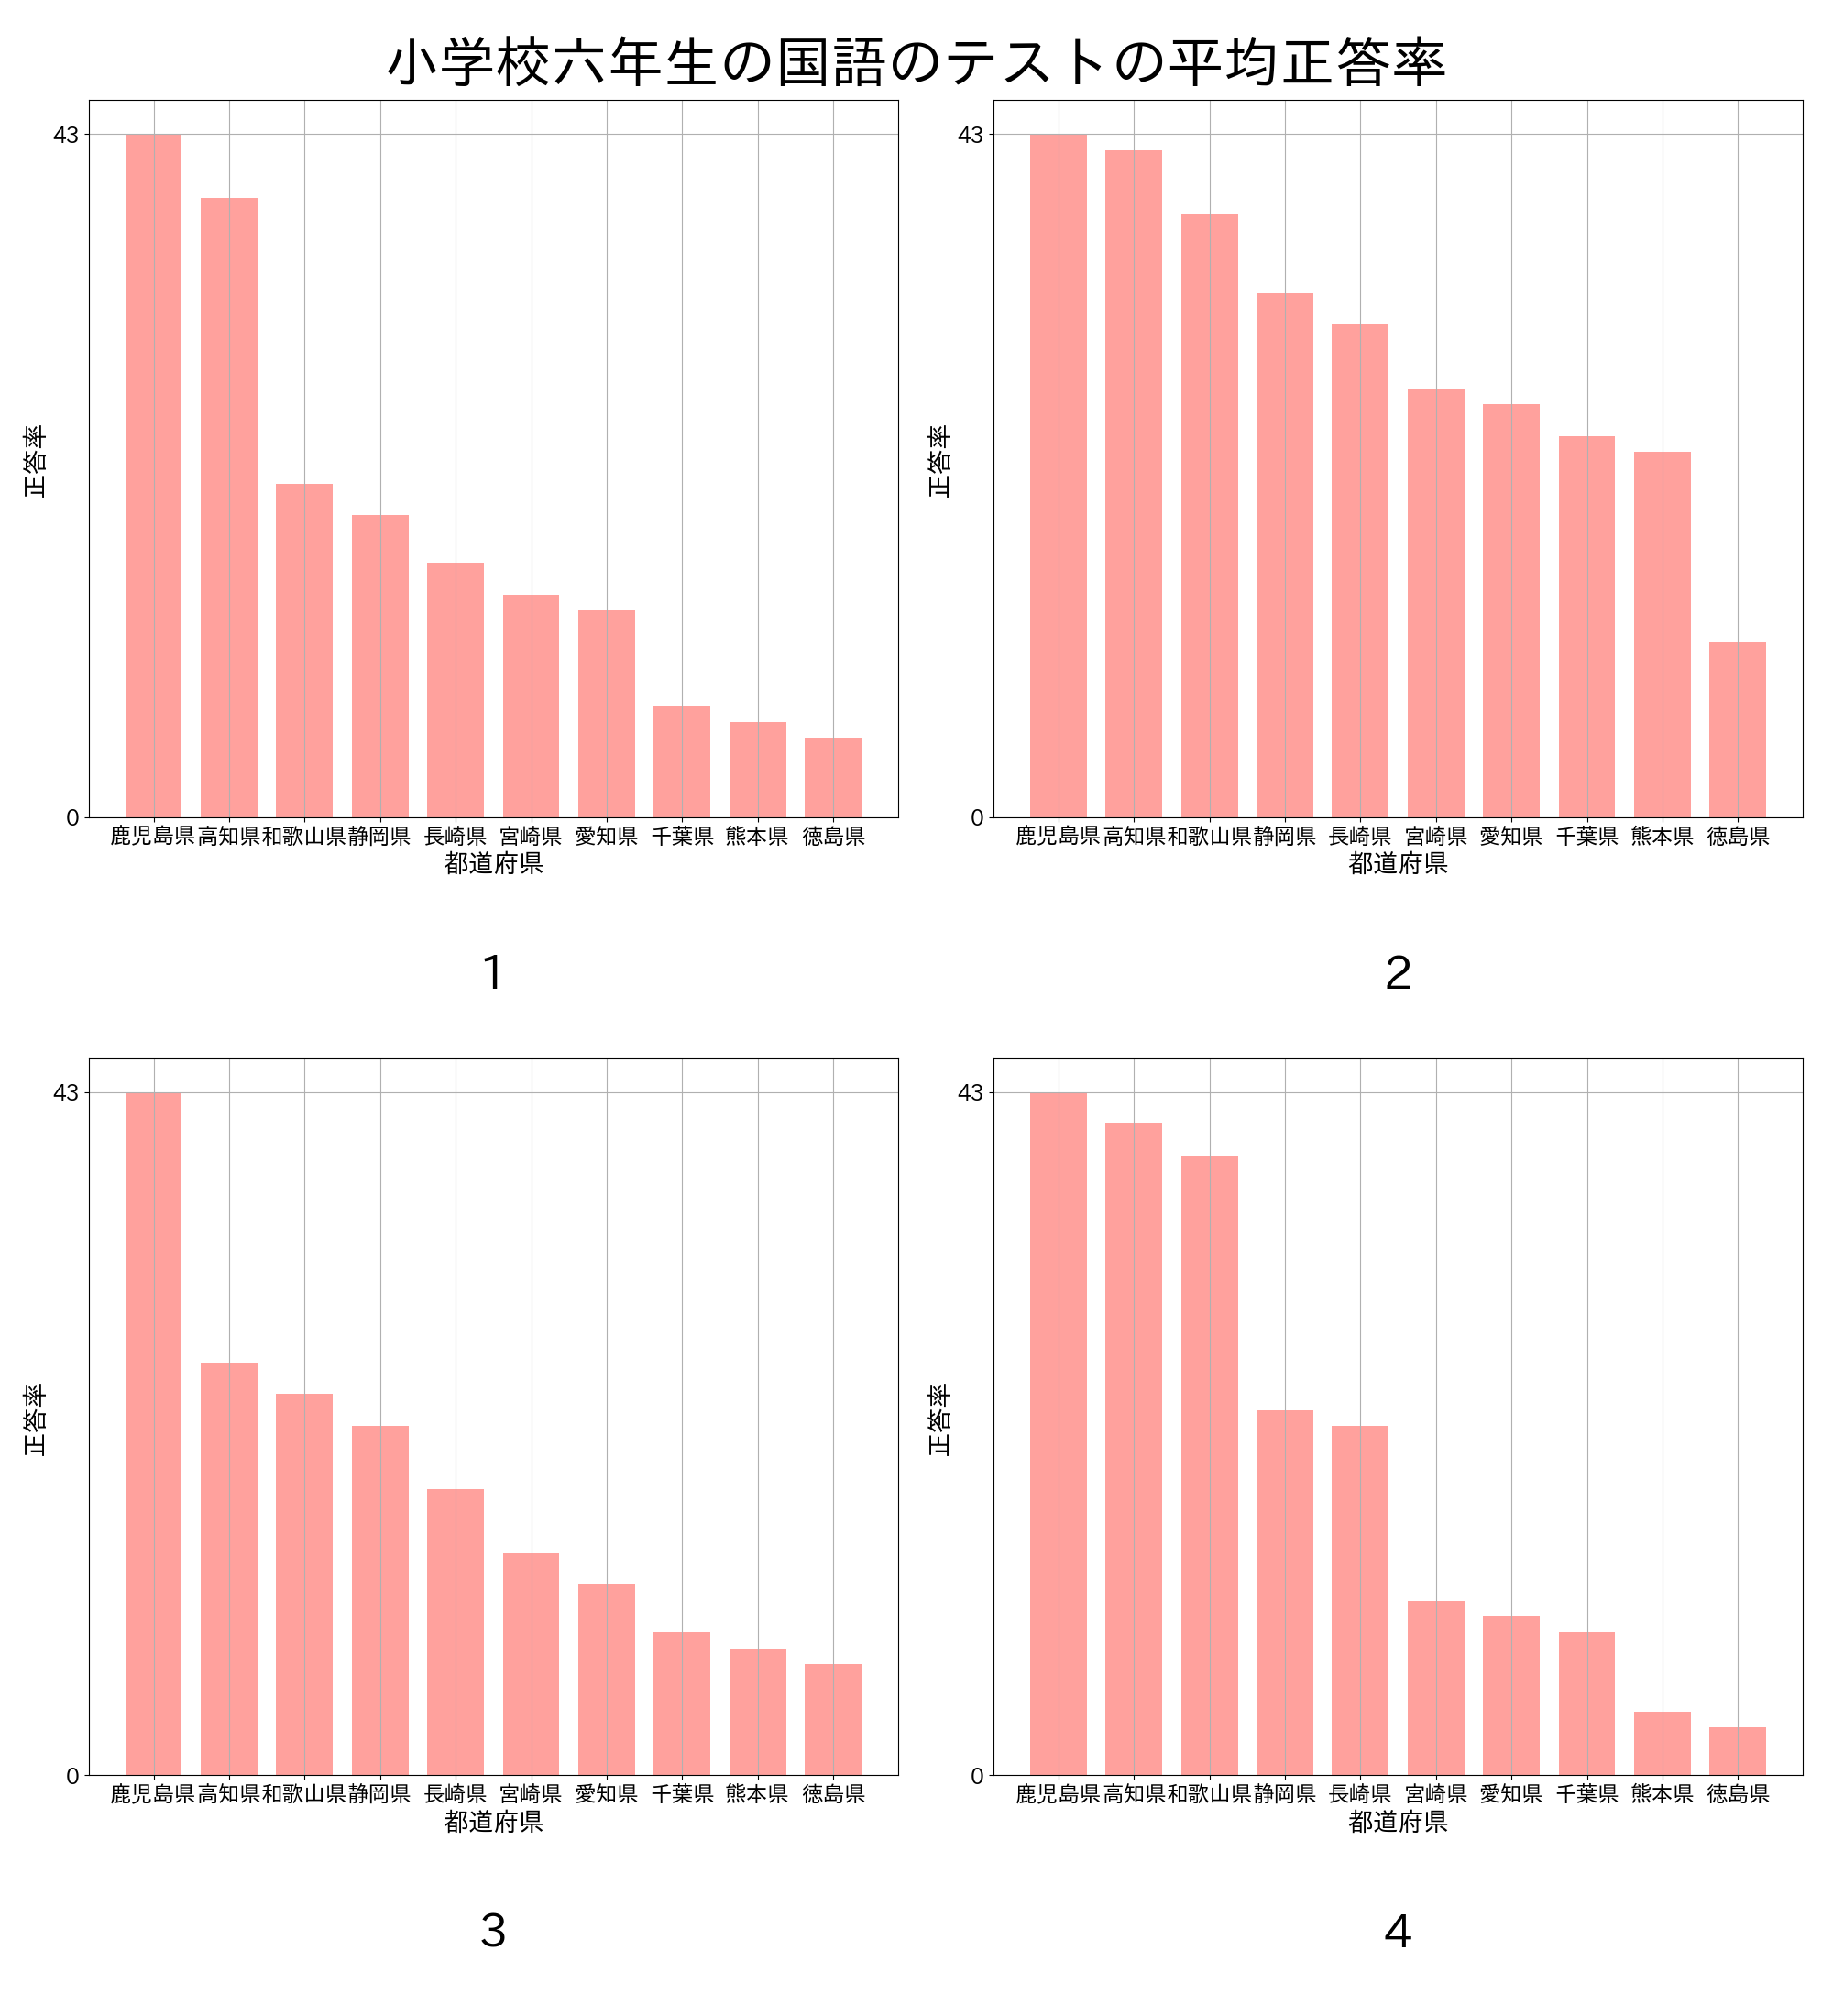 小学校六年生の国語のテストの平均正答率
43
正答率
0
鹿児島県 高知県 和歌山県 静岡県 長崎県 宮崎県 愛知県 千葉県 熊本県 徳島県
都道府県
1
43
正答率
0
鹿児島県 高知県 和歌山県 静岡県 長崎県 宮崎県 愛知県 千葉県 熊本県 徳島県
都道府県
2
43
正答率
0
鹿児島県 高知県 和歌山県 静岡県 長崎県 宮崎県 愛知県 千葉県 熊本県 徳島県
都道府県
3
43
正答率
0
鹿児島県 高知県 和歌山県 静岡県 長崎県 宮崎県 愛知県 千葉県 熊本県 徳島県
都道府県
4